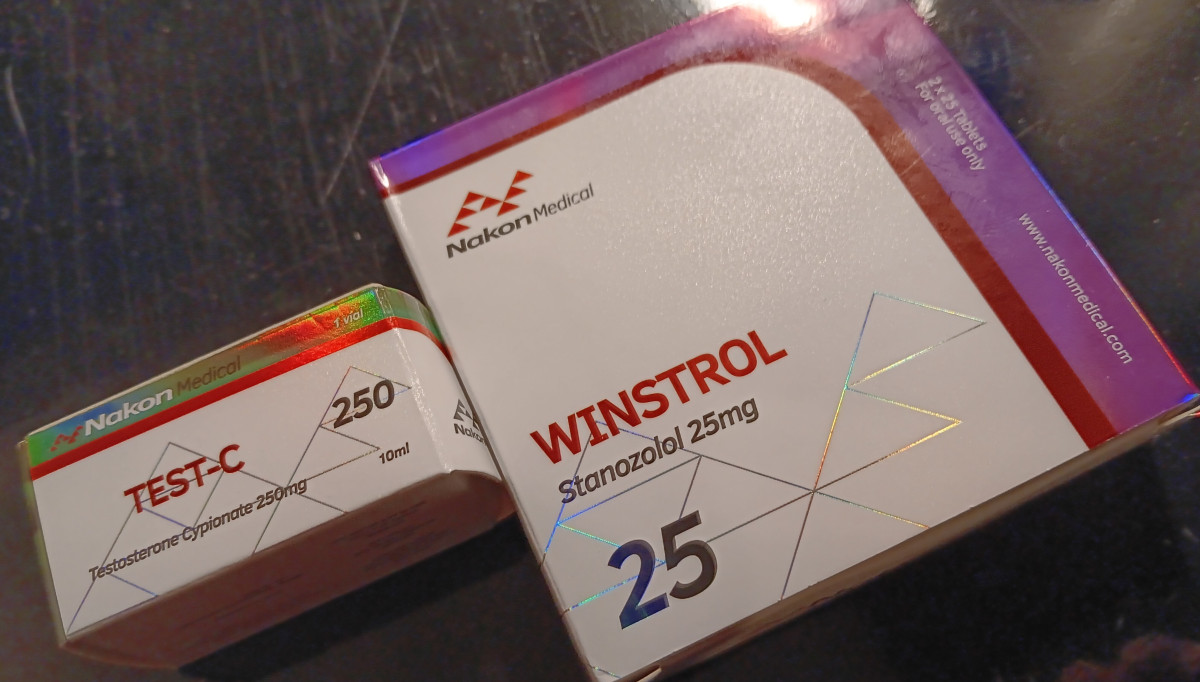 Nakon Medical
1 vial
TEST-C
250
Testosterone Cypionate 250mg
10ml
Nakon Medical
WINSTROL
Stanozolol 25mg
25
2 x 25 Tablets
For oral use only
www.nakonmedical.com